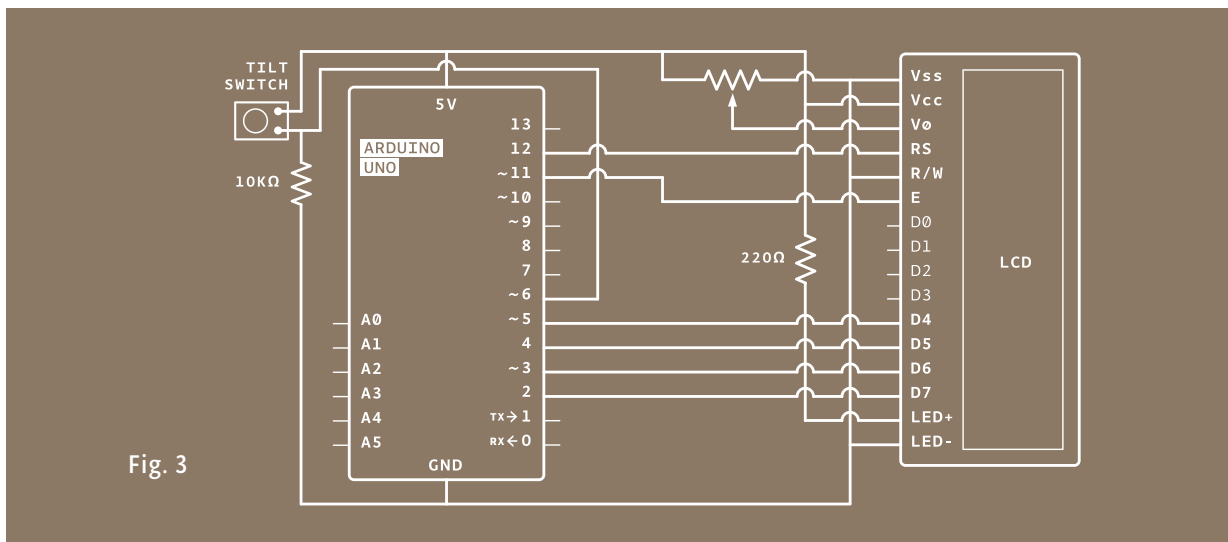 TILT
SWITCH
10KΩ
5V
ARDUINO
UNO
13
12
~11
~10
~9
8
7
~6
~5
4
~3
2
TX→1
RX←0
A0
A1
A2
A3
A4
A5
GND
220Ω
Vss
Vcc
Vø
RS
R/W
E
D0
D1
D2
D3
D4
D5
D6
D7
LED+
LED-
LCD
Fig. 3